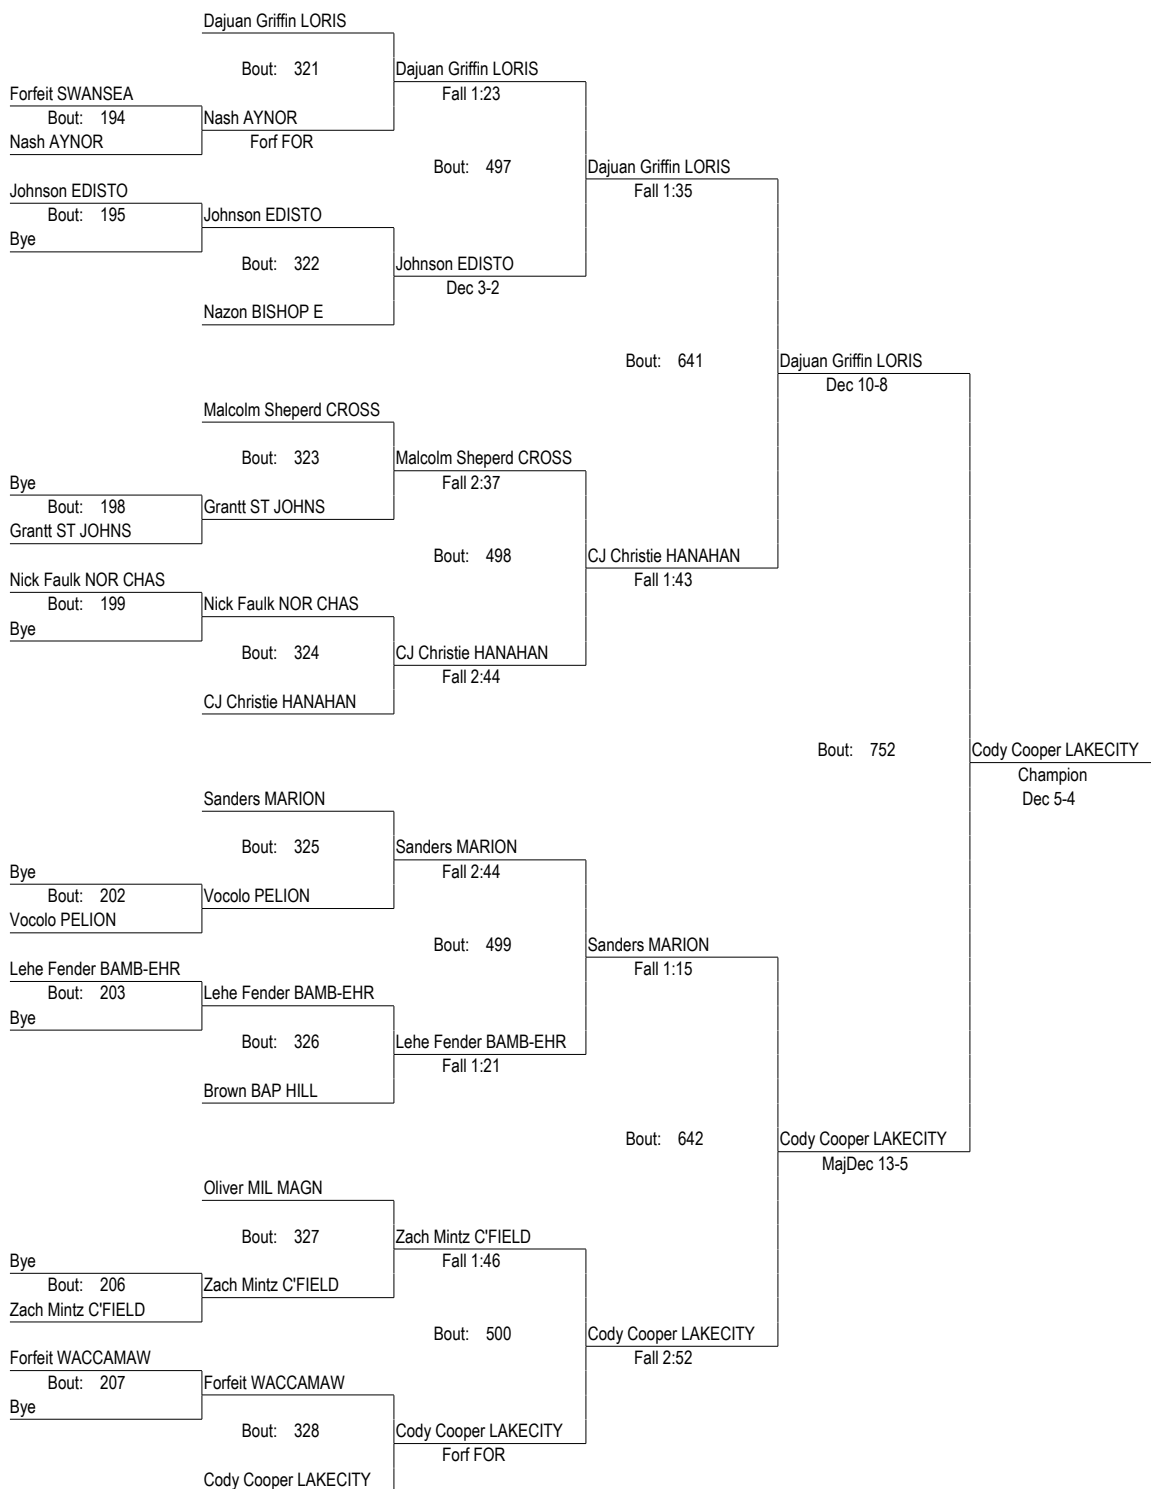 Dajuan Griffin LORIS
Bout: 321
Dajuan Griffin LORIS
Fall 1:23
Forfeit SWANSEA
Bout: 194
Nash AYNOR
Nash AYNOR
Forf FOR
Bout: 497
Dajuan Griffin LORIS
Fall 1:35
Johnson EDISTO
Bout: 195
Johnson EDISTO
Bye
Bout: 322
Johnson EDISTO
Dec 3-2
Nazon BISHOP E
Bout: 641
Dajuan Griffin LORIS
Dec 10-8
Malcolm Sheperd CROSS
Bout: 323
Malcolm Sheperd CROSS
Fall 2:37
Bye
Bout: 198
Grantt ST JOHNS
Grantt ST JOHNS
Bout: 498
CJ Christie HANAHAN
Fall 1:43
Nick Faulk NOR CHAS
Bout: 199
Nick Faulk NOR CHAS
Bye
Bout: 324
CJ Christie HANAHAN
Fall 2:44
CJ Christie HANAHAN
Bout: 752
Cody Cooper LAKECITY
Champion
Dec 5-4
Sanders MARION
Bout: 325
Sanders MARION
Fall 2:44
Bye
Bout: 202
Vocolo PELION
Vocolo PELION
Bout: 499
Sanders MARION
Fall 1:15
Lehe Fender BAMB-EHR
Bout: 203
Lehe Fender BAMB-EHR
Bye
Bout: 326
Lehe Fender BAMB-EHR
Fall 1:21
Brown BAP HILL
Bout: 642
Cody Cooper LAKECITY
MajDec 13-5
Oliver MIL MAGN
Bout: 327
Zach Mintz C'FIELD
Fall 1:46
Bye
Bout: 206
Zach Mintz C'FIELD
Zach Mintz C'FIELD
Bout: 500
Cody Cooper LAKECITY
Fall 2:52
Forfeit WACCAMAW
Bout: 207
Forfeit WACCAMAW
Bye
Bout: 328
Cody Cooper LAKECITY
Forf FOR
Cody Cooper LAKECITY